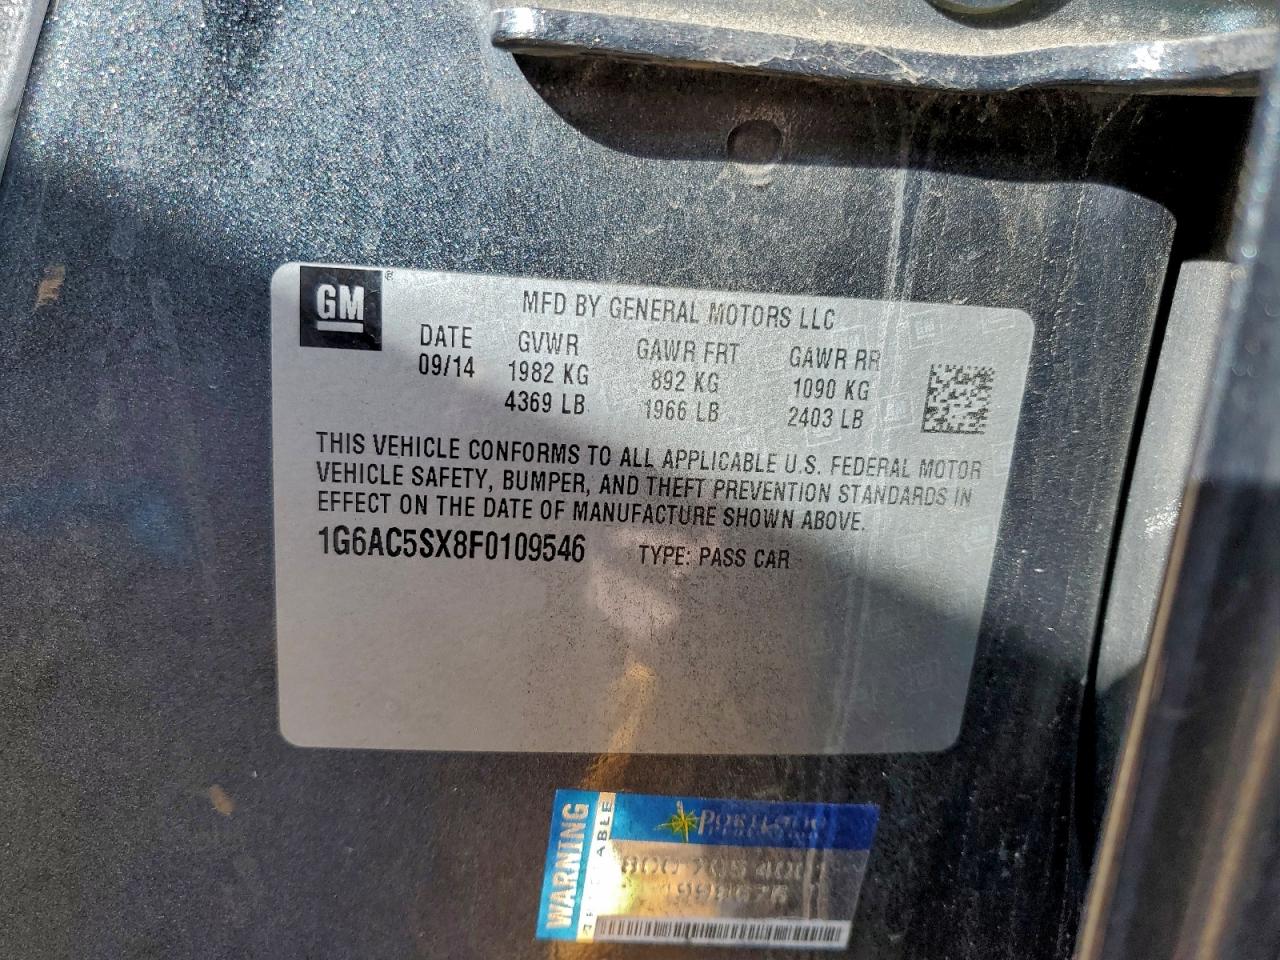 GM ®
MFD BY GENERAL MOTORS LLC
DATE GVWR GAWR FRT GAWR RR
09/14 1982 KG 892 KG 1090 KG
4369 LB 1966 LB 2403 LB
THIS VEHICLE CONFORMS TO ALL APPLICABLE U.S. FEDERAL MOTOR
VEHICLE SAFETY, BUMPER, AND THEFT PREVENTION STANDARDS IN
EFFECT ON THE DATE OF MANUFACTURE SHOWN ABOVE.
1G6AC5SX8F0109546 TYPE: PASS CAR
WARNING